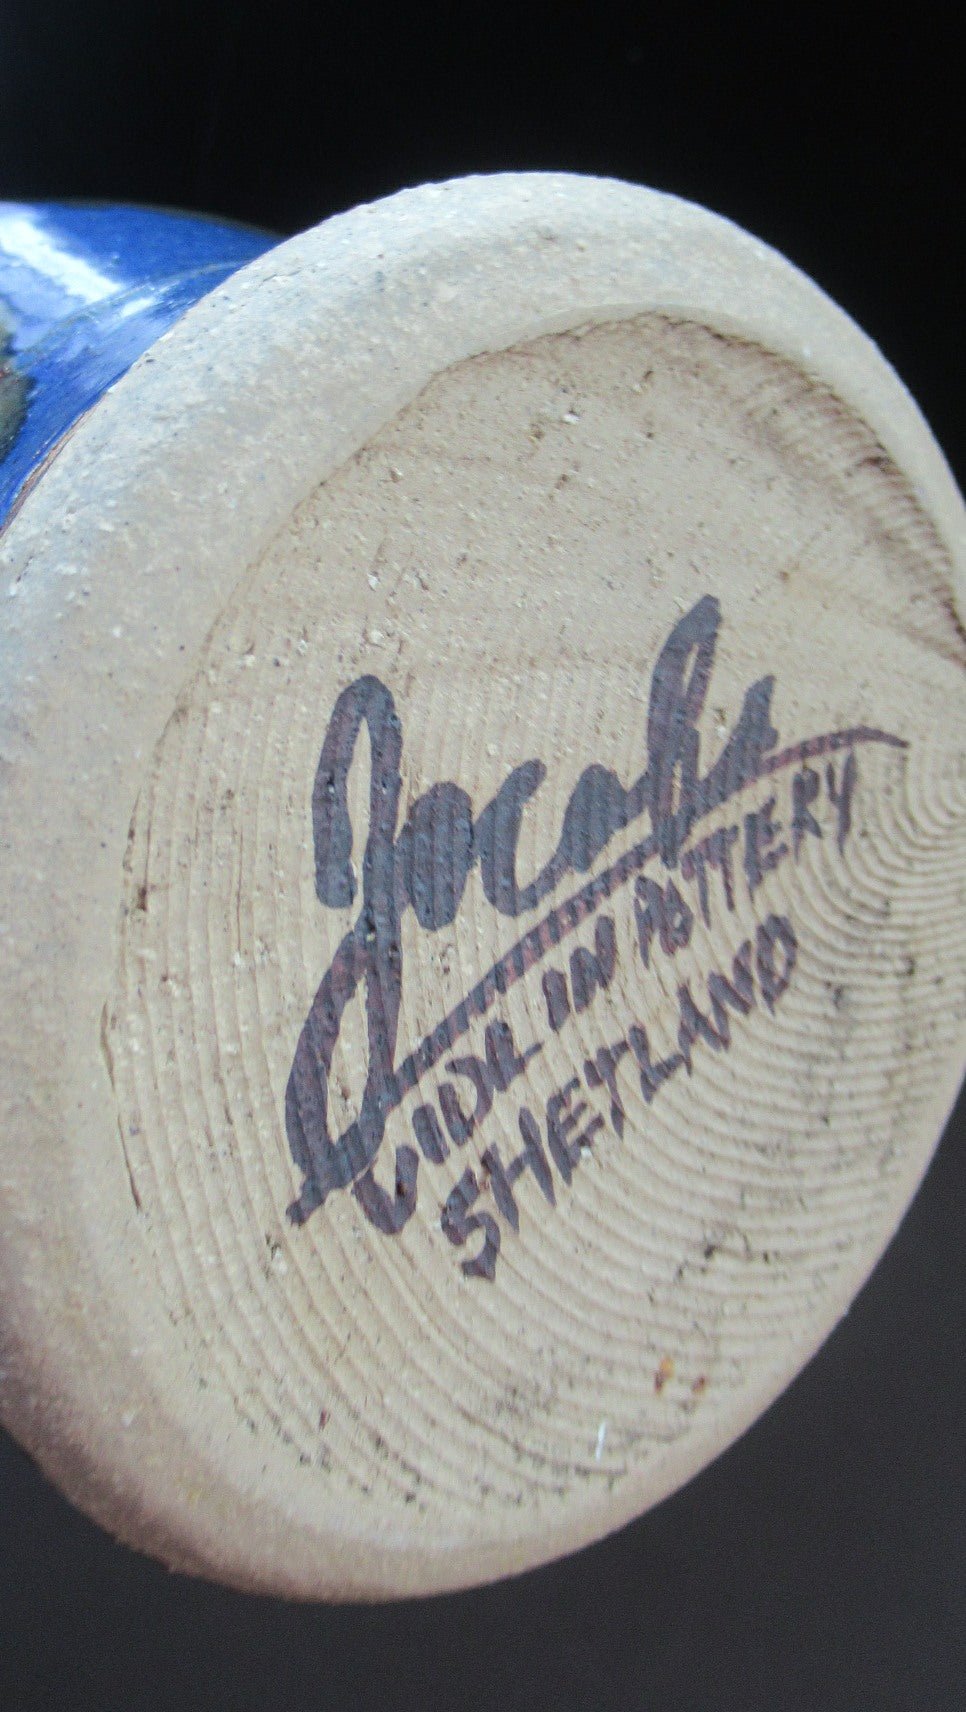 Jacobs
VIDLIN POTTERY
SHETLAND